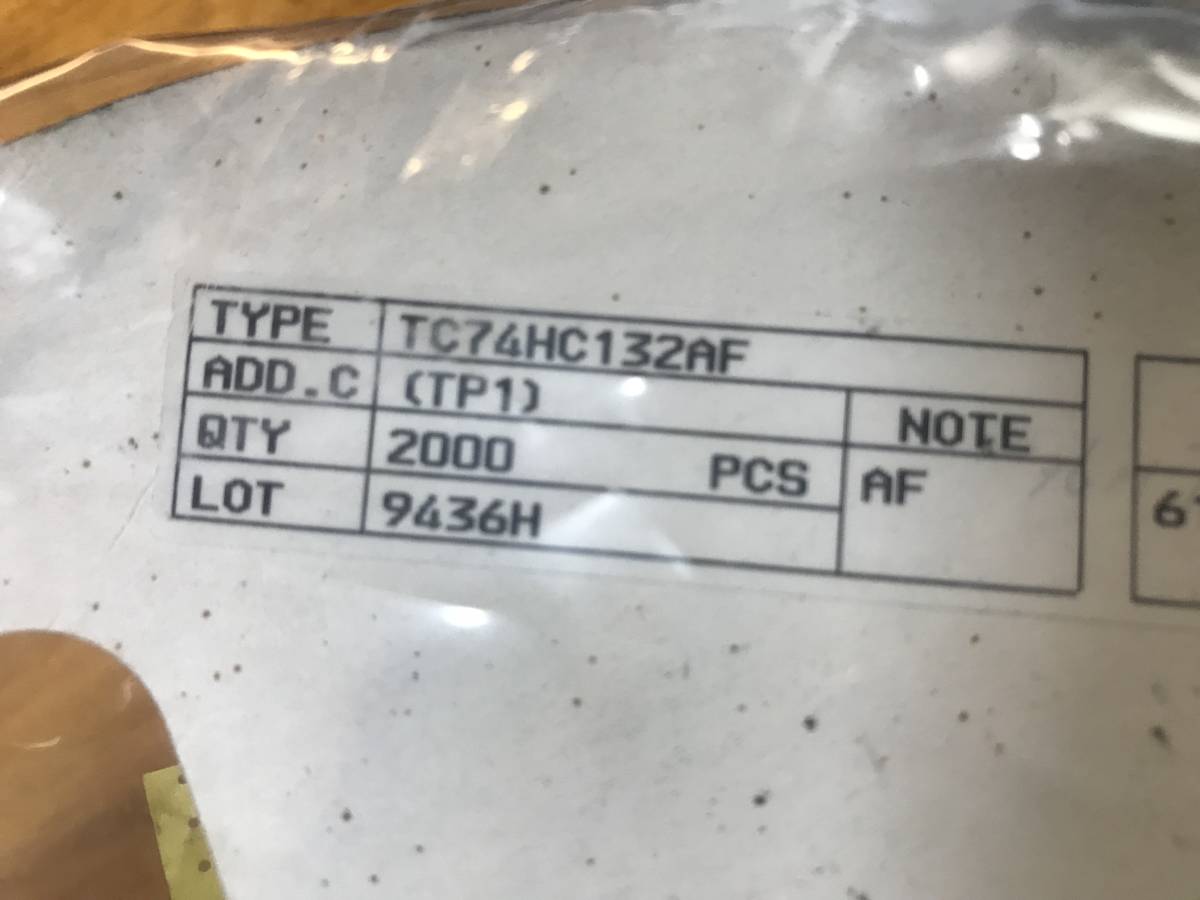 TYPE TC74HC132AF
ADD.C (TP1) NOTE
QTY 2000 PCS AF
LOT 9436H